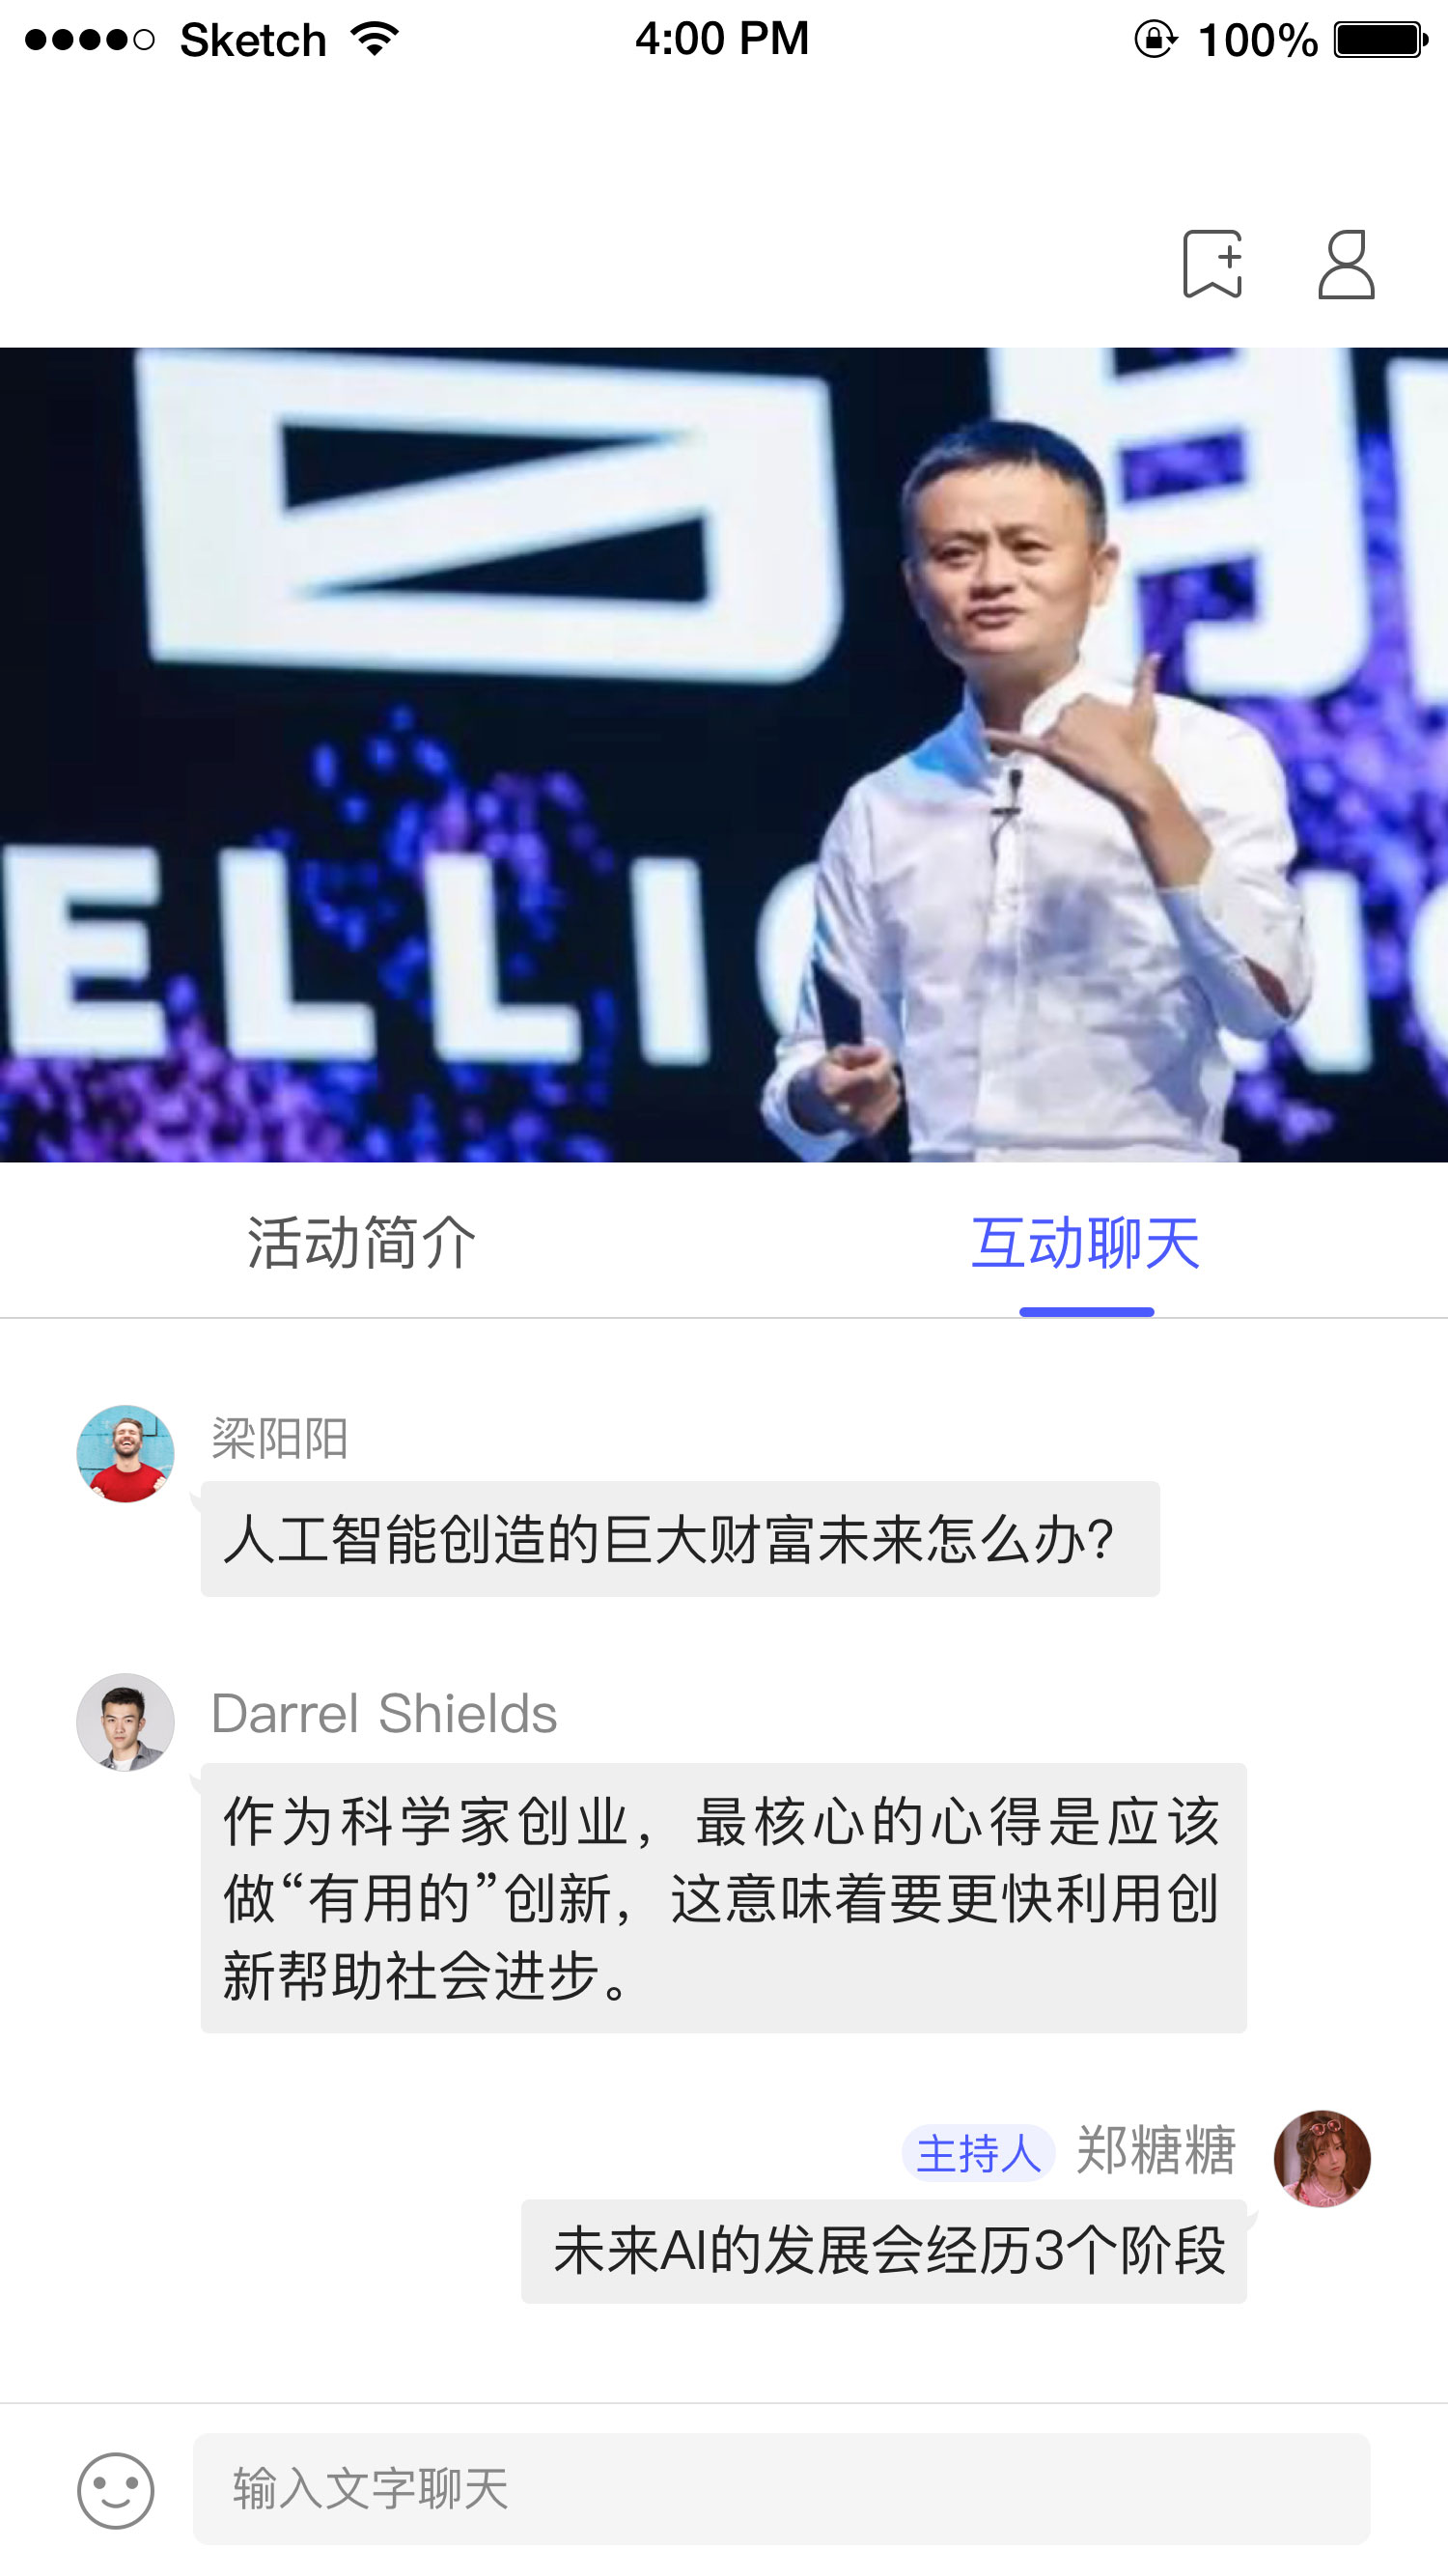 Sketch 4:00 PM 100%
ELLIG
活动简介 互动聊天
梁阳阳
人工智能创造的巨大财富未来怎么办?
Darrel Shields
作为科学家创业，最核心的心得是应该
做“有用的”创新，这意味着要更快利用创
新帮助社会进步。
主持人 郑糖糖
未来AI的发展会经历3个阶段
输入文字聊天